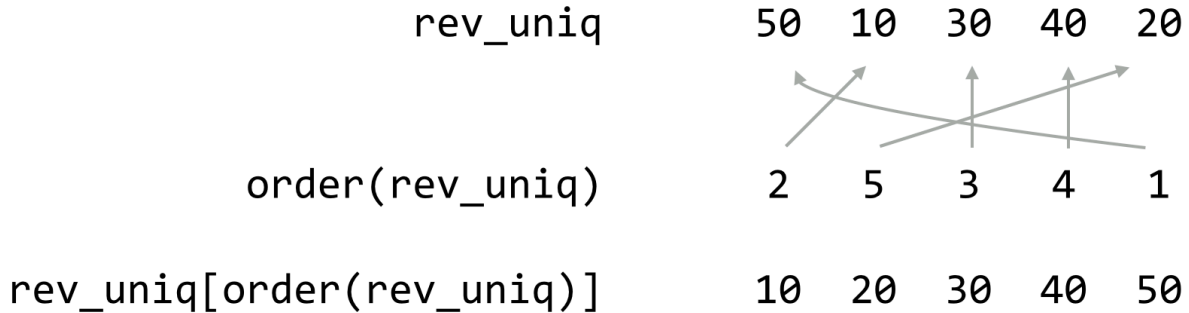 rev_uniq 50 10 30 40 20
order(rev_uniq) 2 5 3 4 1
rev_uniq[order(rev_uniq)] 10 20 30 40 50